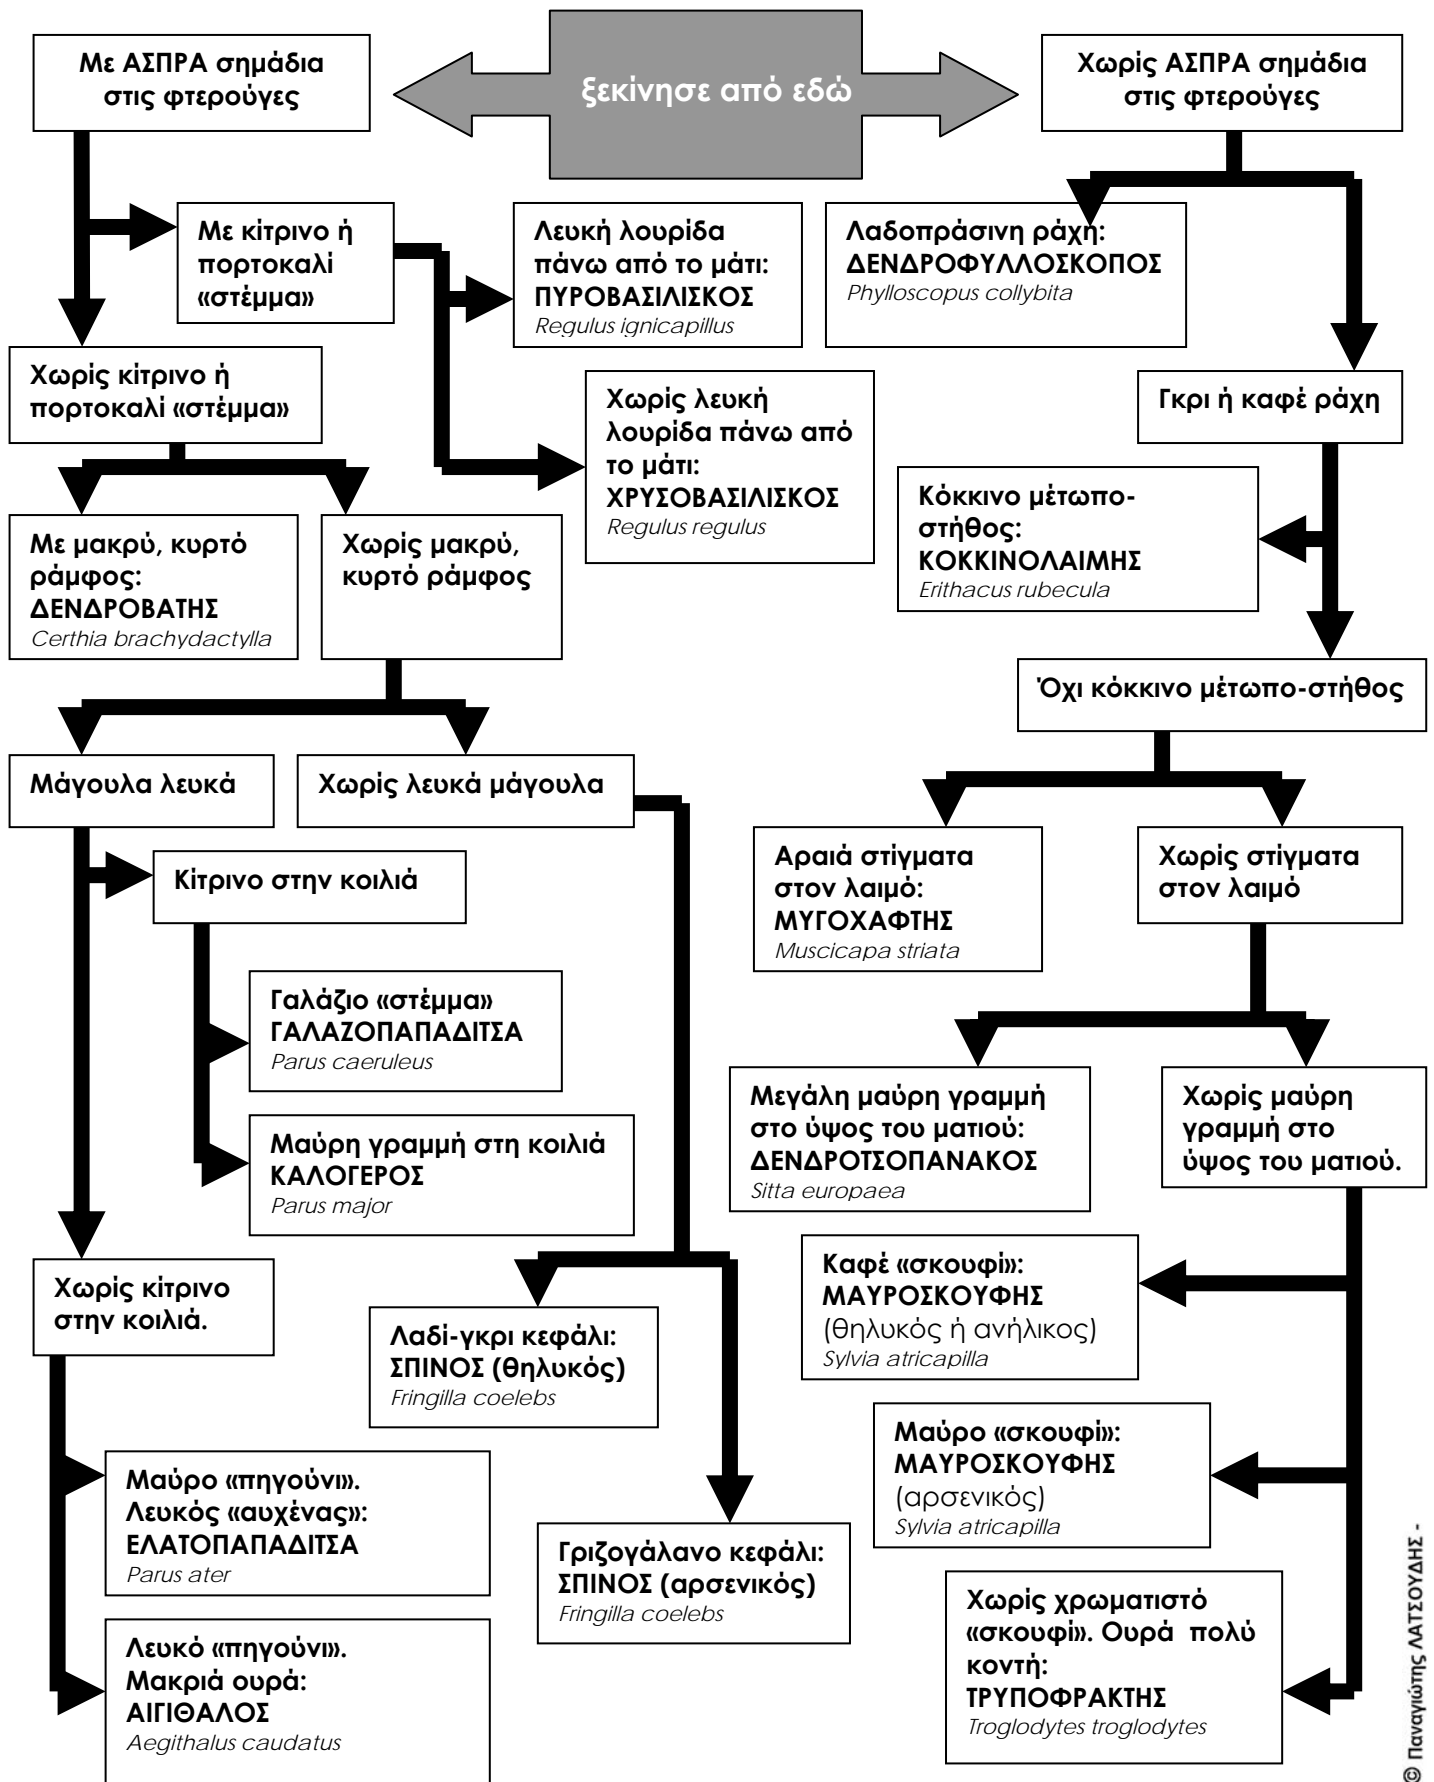 Με ΑΣΠΡΑ σημάδια
στις φτερούγες
ξεκίνησε από εδώ
Χωρίς ΑΣΠΡΑ σημάδια
στις φτερούγες
Με κίτρινο ή
πορτοκαλί
«στέμμα»
Λευκή λουρίδα
πάνω από το μάτι:
ΠΥΡΟΒΑΣΙΛΙΣΚΟΣ
Regulus ignicapillus
Λαδοπράσινη ράχη:
ΔΕΝΔΡΟΦΥΛΛΟΣΚΟΠΟΣ
Phylloscopus collybita
Χωρίς κίτρινο ή
πορτοκαλί «στέμμα»
Χωρίς λευκή
λουρίδα πάνω από
το μάτι:
ΧΡΥΣΟΒΑΣΙΛΙΣΚΟΣ
Regulus regulus
Γκρι ή καφέ ράχη
Κόκκινο μέτωπο-
στήθος:
ΚΟΚΚΙΝΟΛΑΙΜΗΣ
Erithacus rubecula
Με μακρύ, κυρτό
ράμφος:
ΔΕΝΔΡΟΒΑΤΗΣ
Certhia brachydactylla
Χωρίς μακρύ,
κυρτό ράμφος
Όχι κόκκινο μέτωπο-στήθος
Μάγουλα λευκά
Χωρίς λευκά μάγουλα
Κίτρινο στην κοιλιά
Αραιά στίγματα
στον λαιμό:
ΜΥΓΟΧΑΦΤΗΣ
Muscicapa striata
Χωρίς στίγματα
στον λαιμό
Γαλάζιο «στέμμα»
ΓΑΛΑΖΟΠΑΠΑΔΙΤΣΑ
Parus caeruleus
Μαύρη γραμμή στη κοιλιά
ΚΑΛΟΓΕΡΟΣ
Parus major
Μεγάλη μαύρη γραμμή
στο ύψος του ματιού:
ΔΕΝΔΡΟΤΣΟΠΑΝΑΚΟΣ
Sitta europaea
Χωρίς μαύρη
γραμμή στο
ύψος του ματιού.
Χωρίς κίτρινο
στην κοιλιά.
Λαδί-γκρι κεφάλι:
ΣΠΙΝΟΣ (θηλυκός)
Fringilla coelebs
Καφέ «σκουφί»:
ΜΑΥΡΟΣΚΟΥΦΗΣ
(θηλυκός ή ανήλικος)
Sylvia atricapilla
Μαύρο «σκουφί»:
ΜΑΥΡΟΣΚΟΥΦΗΣ
(αρσενικός)
Sylvia atricapilla
Μαύρο «πηγούνι».
Λευκός «αυχένας»:
ΕΛΑΤΟΠΑΠΑΔΙΤΣΑ
Parus ater
Γριζογάλανο κεφάλι:
ΣΠΙΝΟΣ (αρσενικός)
Fringilla coelebs
Χωρίς χρωματιστό
«σκουφί». Ουρά πολύ
κοντή:
ΤΡΥΠΟΦΡΑΚΤΗΣ
Troglodytes troglodytes
Λευκό «πηγούνι».
Μακριά ουρά:
ΑΙΓΙΘΑΛΟΣ
Aegithalus caudatus
© Παναγιώτης ΛΑΤΣΟΥΔΗΣ -